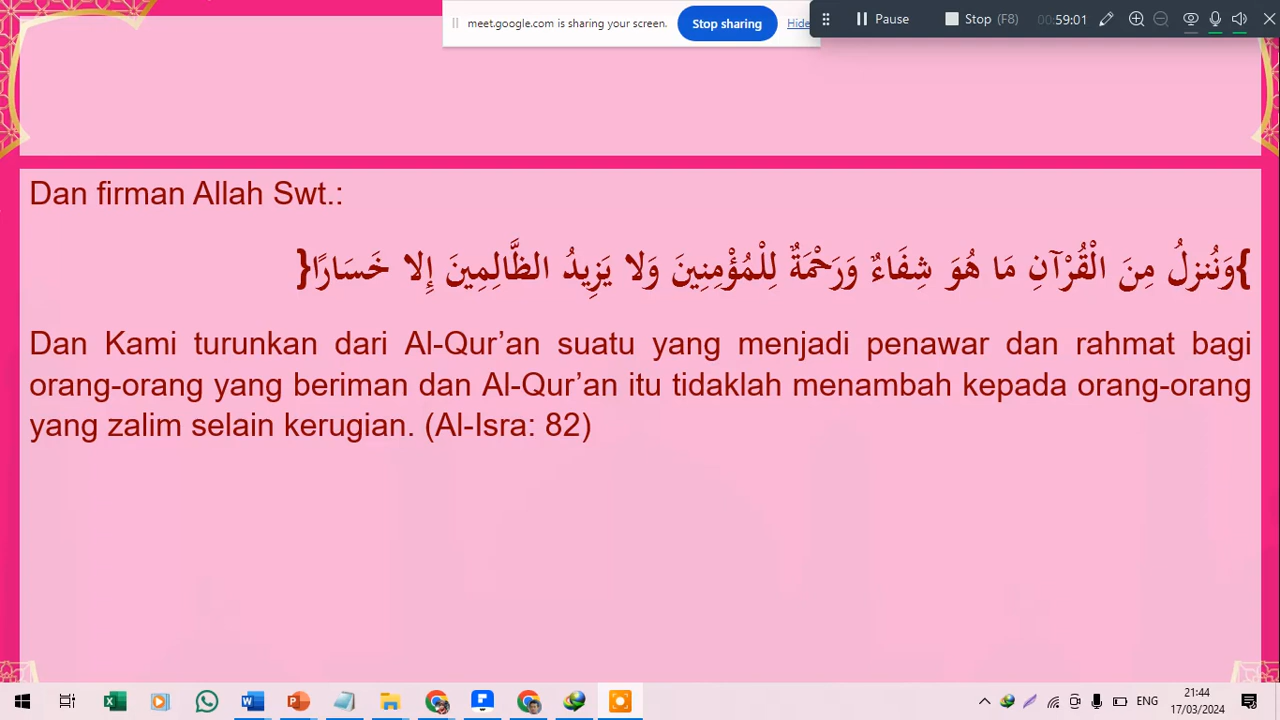 meet.google.com is sharing your screen.
Stop sharing
Hide
Pause
Stop (F8)
00:59:01
Dan firman Allah Swt.:
}وَنُنزلُ مِنَ الْقُرْآنِ مَا هُوَ شِفَاءٌ وَرَحْمَةٌ لِلْمُؤْمِنِينَ وَلا يَزِيدُ الظَّالِمِينَ إِلا خَسَارًا{
Dan Kami turunkan dari Al-Qur’an suatu yang menjadi penawar dan rahmat bagi
orang-orang yang beriman dan Al-Qur’an itu tidaklah menambah kepada orang-orang
yang zalim selain kerugian. (Al-Isra: 82)
ENG
21:44
17/03/2024